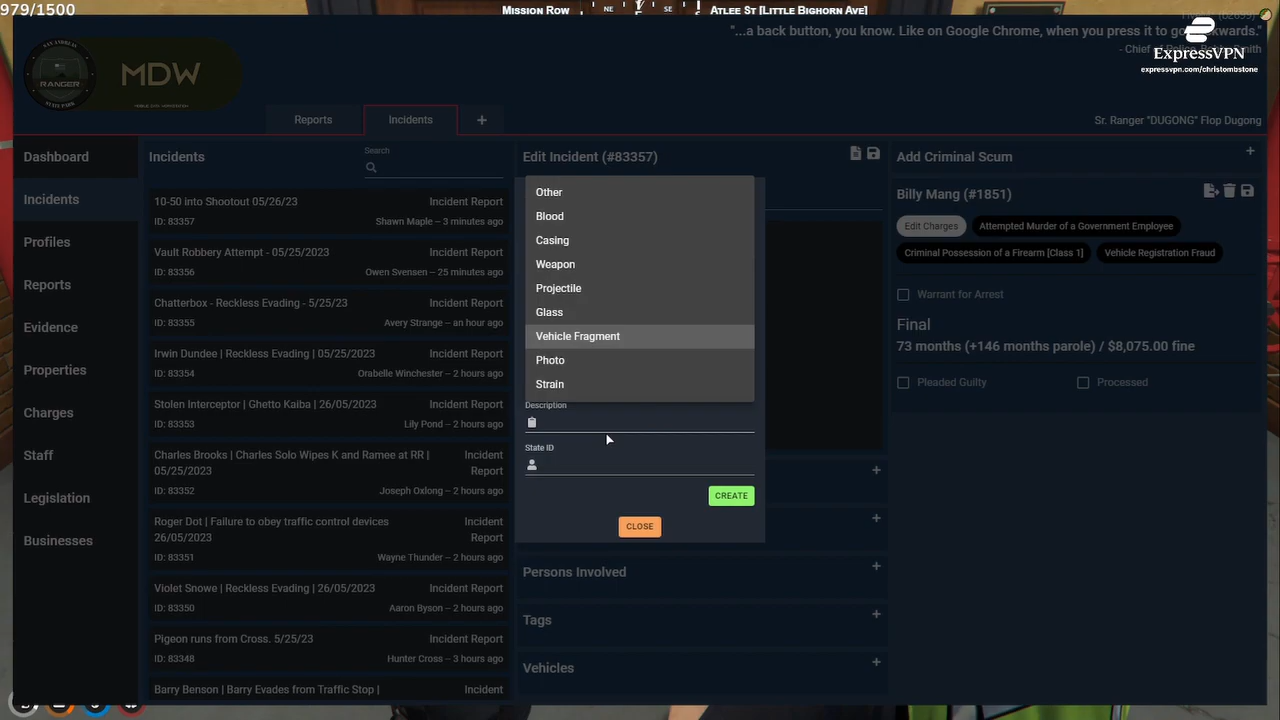 979/1500
Mission Row
NE
SE
Atlee St [Little Bighorn Ave]
"...a back button, you know. Like on Google Chrome, when you press it to go backwards."
ExpressVPN
expressvpn.com/christombstone
RANGER
MDW
Reports
Incidents
+
Sr. Ranger "DUGONG" Flop Dugong
Dashboard
Incidents
Profiles
Reports
Evidence
Properties
Charges
Staff
Legislation
Businesses
Incidents
Search
10-50 into Shootout 05/26/23
Incident Report
ID: 83357
Shawn Maple – 3 minutes ago
Vault Robbery Attempt - 05/25/2023
Incident Report
ID: 83356
Owen Svensen – 25 minutes ago
Chatterbox - Reckless Evading - 5/25/23
Incident Report
ID: 83355
Avery Strange – an hour ago
Irwin Dundee | Reckless Evading | 05/25/2023
Incident Report
ID: 83354
Orabelle Winchester – 2 hours ago
Stolen Interceptor | Ghetto Kaiba | 26/05/2023
Incident Report
ID: 83353
Lily Pond – 2 hours ago
Charles Brooks | Charles Solo Wipes K and Ramee at RR |
05/25/2023
Incident
Report
ID: 83352
Joseph Oxlong – 2 hours ago
Roger Dot | Failure to obey traffic control devices
26/05/2023
Incident
Report
ID: 83351
Wayne Thunder – 2 hours ago
Violet Snowe | Reckless Evading | 26/05/2023
Incident Report
ID: 83350
Aaron Byson – 2 hours ago
Pigeon runs from Cross. 5/25/23
Incident Report
ID: 83348
Hunter Cross – 3 hours ago
Barry Benson | Barry Evades from Traffic Stop |
Incident
Edit Incident (#83357)
Other
Blood
Casing
Weapon
Projectile
Glass
Vehicle Fragment
Photo
Strain
Description
State ID
CREATE
CLOSE
Persons Involved
Tags
Vehicles
Add Criminal Scum
Billy Mang (#1851)
Edit Charges
Attempted Murder of a Government Employee
Criminal Possession of a Firearm [Class 1]
Vehicle Registration Fraud
Warrant for Arrest
Final
73 months (+146 months parole) / $8,075.00 fine
Pleaded Guilty
Processed